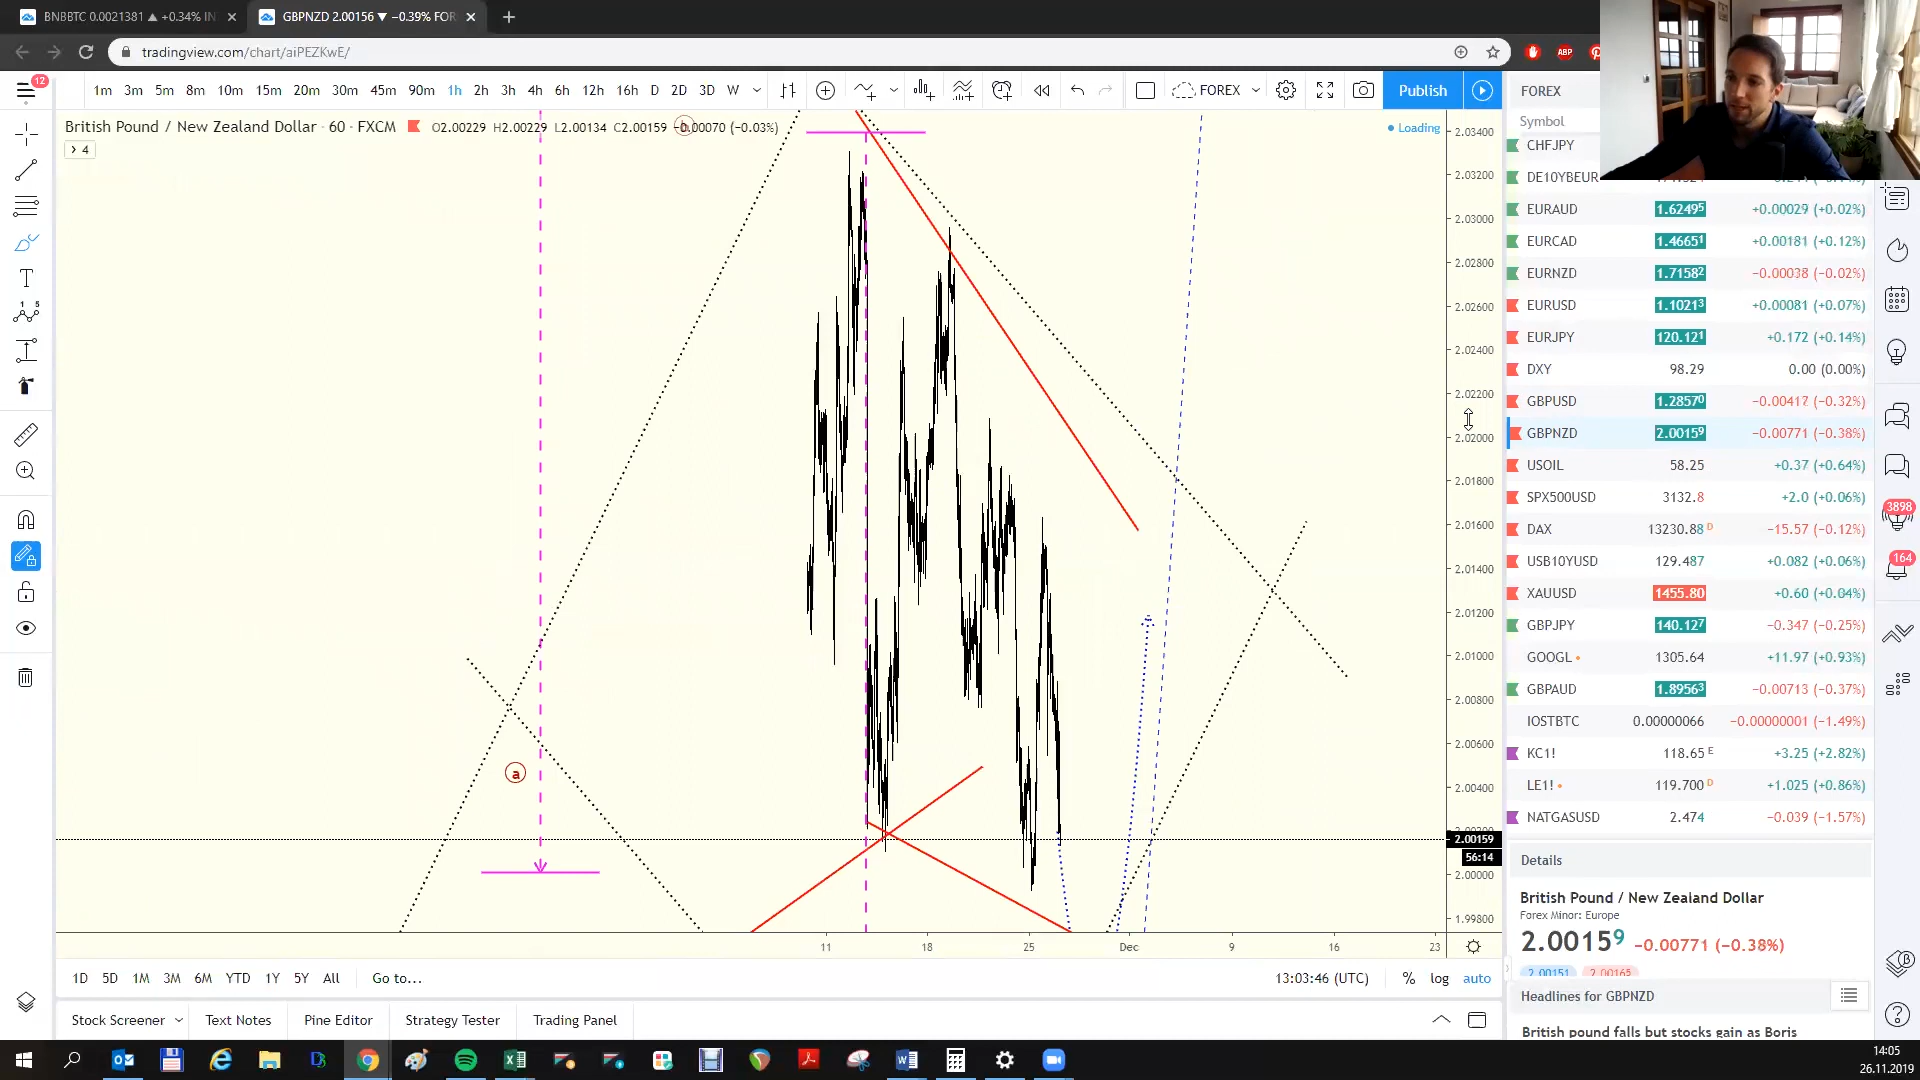 BNBBTC 0.0021381 ▲ +0.34% IN
GBPNZD 2.00156 ▼ −0.39% FOR
tradingview.com/chart/aiPEZKwE/
12
1m 3m 5m 8m 10m 15m 20m 30m 45m 90m 1h 2h 3h 4h 6h 12h 16h D 2D 3D W
FOREX
Publish
British Pound / New Zealand Dollar · 60 · FXCM
O2.00229 H2.00229 L2.00134 C2.00159 −0.00070 (−0.03%)
4
Loading
a
2.03400
2.03200
2.03000
2.02800
2.02600
2.02400
2.02200
2.02000
2.01800
2.01600
2.01400
2.01200
2.01000
2.00800
2.00600
2.00400
2.00159
56:14
2.00000
1.99800
11 18 25 Dec 9 16 23
1D 5D 1M 3M 6M YTD 1Y 5Y All Go to...
13:03:46 (UTC) % log auto
Stock Screener Text Notes Pine Editor Strategy Tester Trading Panel
FOREX
Symbol
CHFJPY
DE10YBEUR
EURAUD 1.62495 +0.00029 (+0.02%)
EURCAD 1.46651 +0.00181 (+0.12%)
EURNZD 1.71582 −0.00038 (−0.02%)
EURUSD 1.10213 +0.00081 (+0.07%)
EURJPY 120.121 +0.172 (+0.14%)
DXY 98.29 0.00 (0.00%)
GBPUSD 1.28570 −0.00417 (−0.32%)
GBPNZD 2.00159 −0.00771 (−0.38%)
USOIL 58.25 +0.37 (+0.64%)
SPX500USD 3132.8 +2.0 (+0.06%)
DAX 13230.88 D −15.57 (−0.12%)
USB10YUSD 129.487 +0.082 (+0.06%)
XAUUSD 1455.80 +0.60 (+0.04%)
GBPJPY 140.127 −0.347 (−0.25%)
GOOGL 1305.64 +11.97 (+0.93%)
GBPAUD 1.89563 −0.00713 (−0.37%)
IOSTBTC 0.00000066 −0.00000001 (−1.49%)
KC1! 118.65 E +3.25 (+2.82%)
LE1! 119.700 D +1.025 (+0.86%)
NATGASUSD 2.474 −0.039 (−1.57%)
Details
British Pound / New Zealand Dollar
Forex Minor: Europe
2.00159 −0.00771 (−0.38%)
2.00151 2.00165
Headlines for GBPNZD
British pound falls but stocks gain as Boris
3898
164
ABP
14:05
26.11.2019